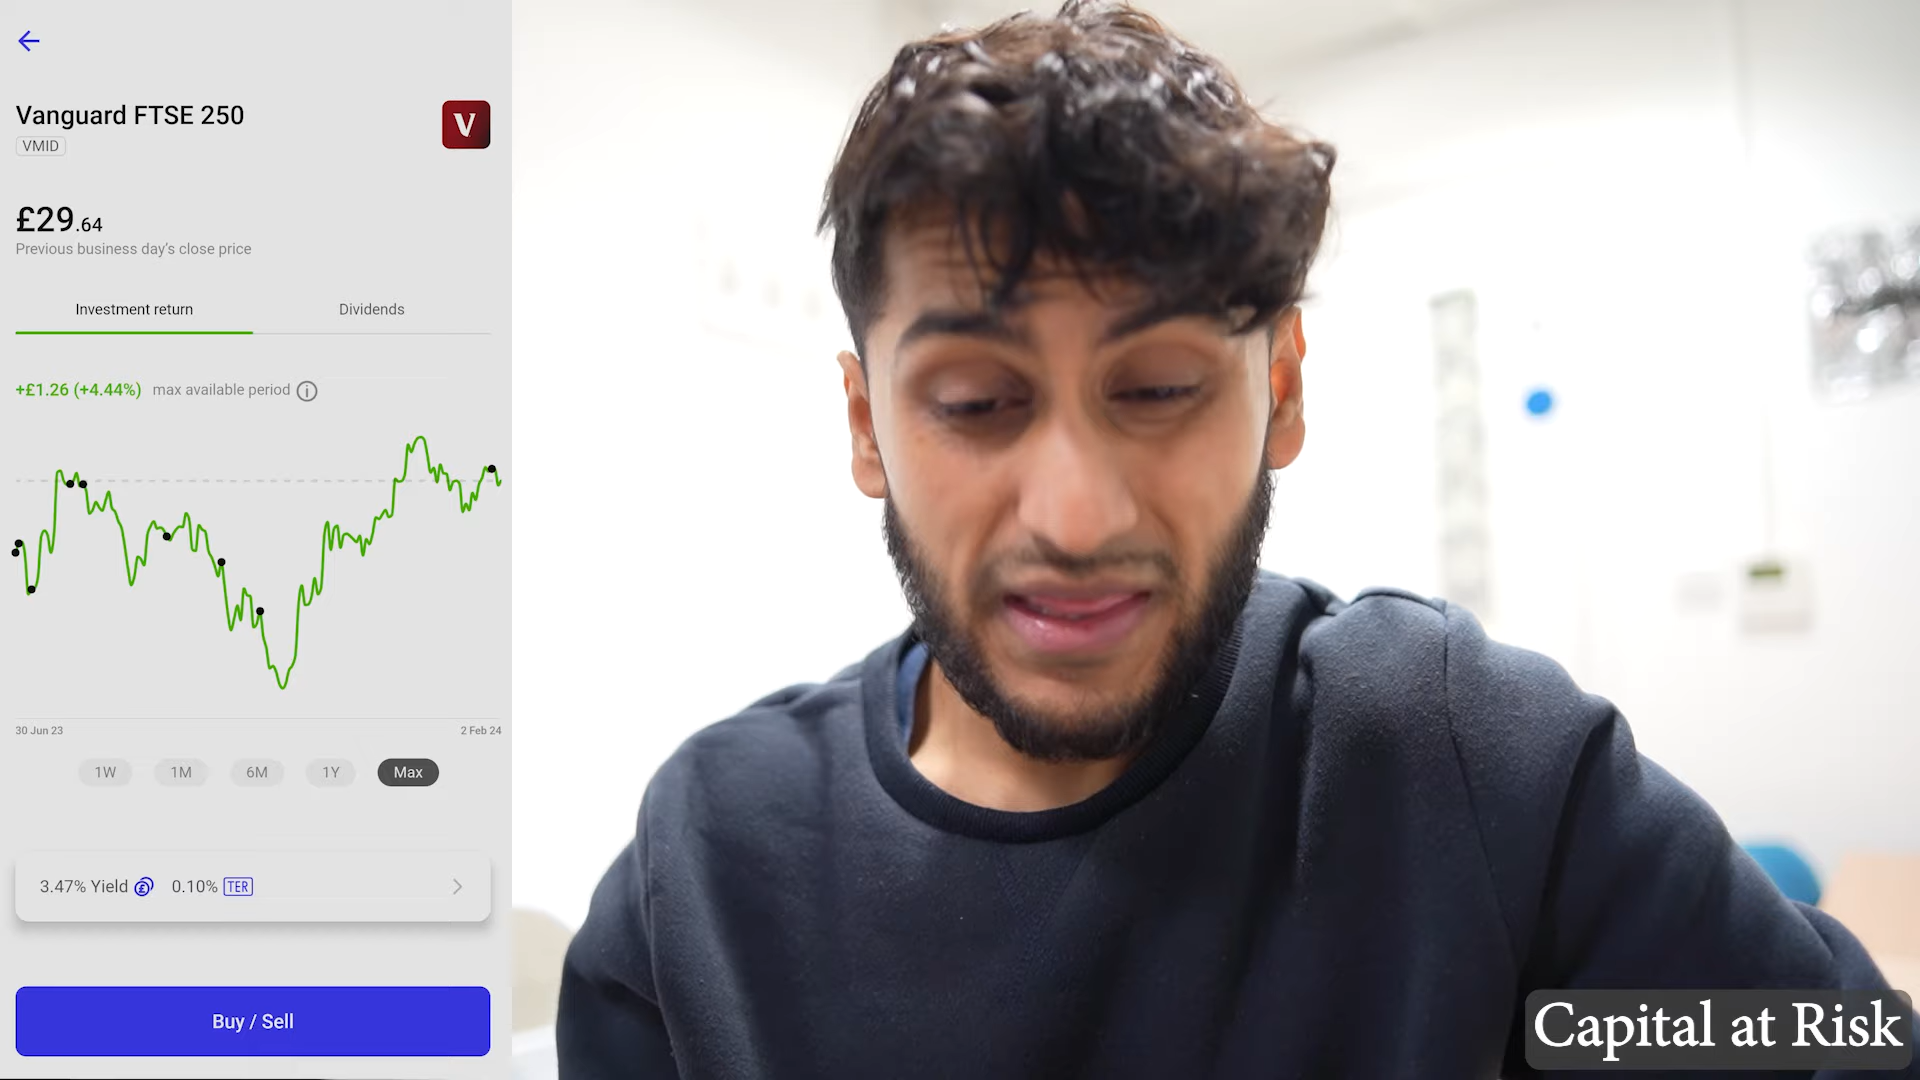 Vanguard FTSE 250
VMID
V
£29.64
Previous business day's close price
Investment return
Dividends
+£1.26 (+4.44%) max available period
30 Jun 23
2 Feb 24
1W
1M
6M
1Y
Max
3.47% Yield £ 0.10% TER
Buy / Sell
Capital at Risk